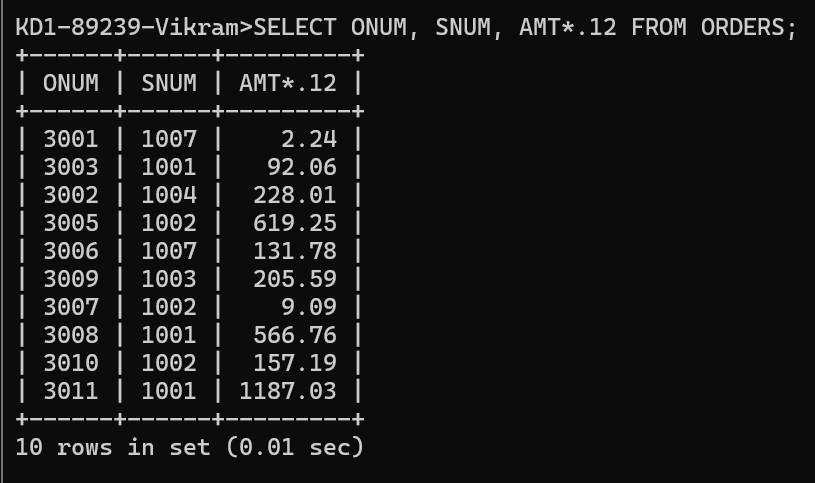 KD1-89239-Vikram>SELECT ONUM, SNUM, AMT*.12 FROM ORDERS;
+------+------+---------+
| ONUM | SNUM | AMT*.12 |
+------+------+---------+
| 3001 | 1007 |    2.24 |
| 3003 | 1001 |   92.06 |
| 3002 | 1004 |  228.01 |
| 3005 | 1002 |  619.25 |
| 3006 | 1007 |  131.78 |
| 3009 | 1003 |  205.59 |
| 3007 | 1002 |    9.09 |
| 3008 | 1001 |  566.76 |
| 3010 | 1002 |  157.19 |
| 3011 | 1001 | 1187.03 |
+------+------+---------+
10 rows in set (0.01 sec)